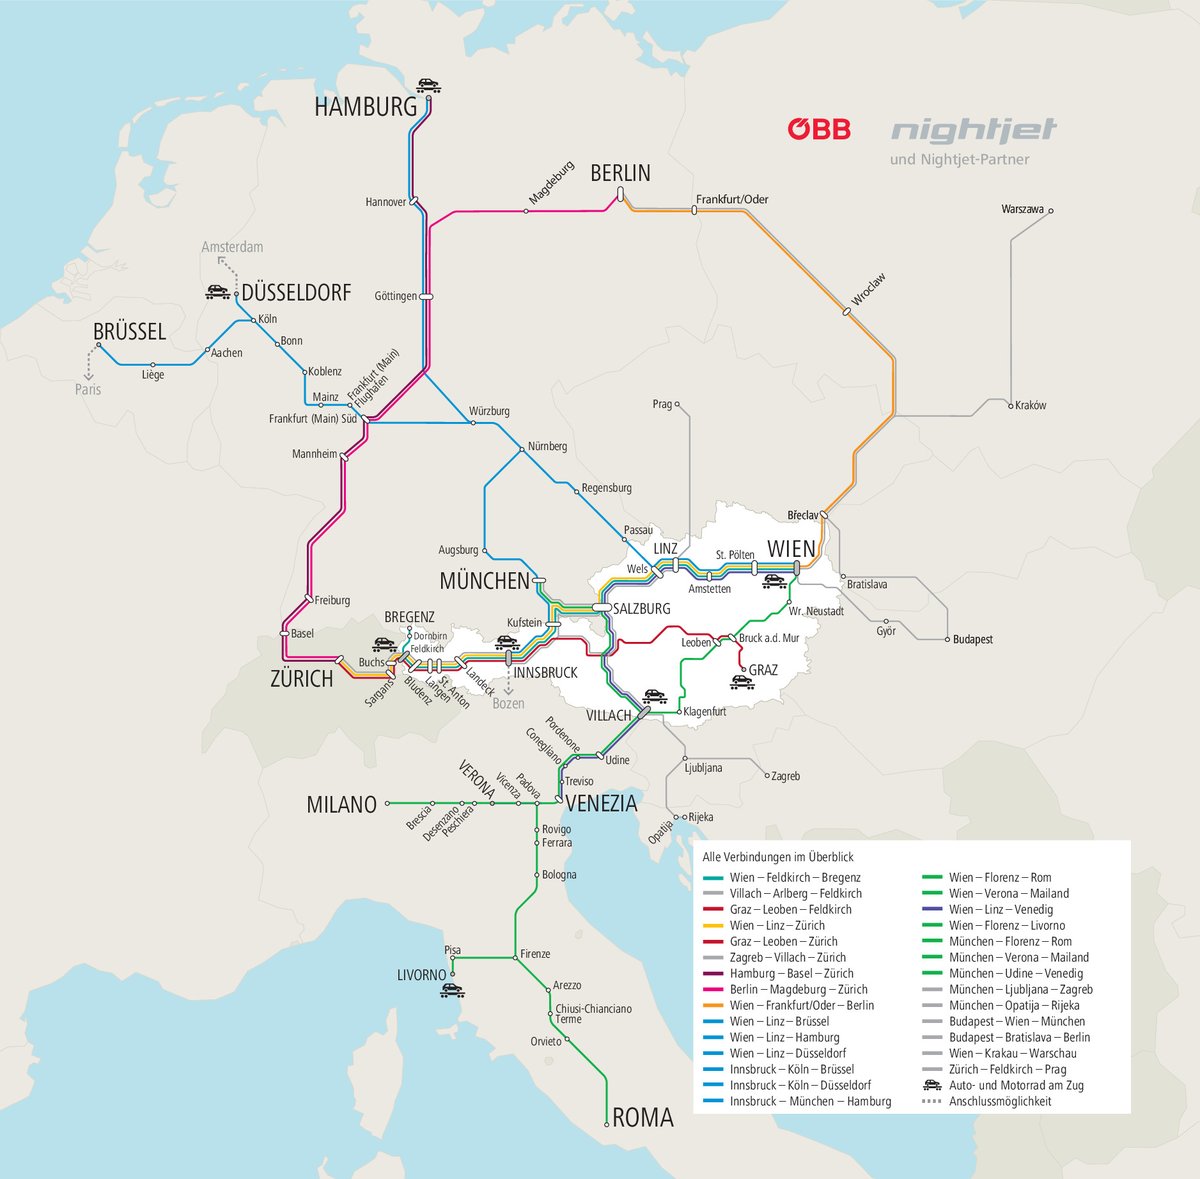 HAMBURG
ÖBB
nightjet
und Nightjet-Partner
BERLIN
Magdeburg
Hannover
Frankfurt/Oder
Warszawa
Amsterdam
DÜSSELDORF
Göttingen
Wroclaw
BRÜSSEL
Köln
Bonn
Aachen
Liège
Koblenz
Paris
Mainz
Frankfurt (Main)
Flughafen
Frankfurt (Main) Süd
Würzburg
Prag
Kraków
Mannheim
Nürnberg
Regensburg
Passau
Břeclav
Augsburg
MÜNCHEN
LINZ
Wels
St. Pölten
WIEN
Amstetten
Bratislava
Freiburg
Basel
BREGENZ
Dornbirn
Feldkirch
Kufstein
SALZBURG
Wr. Neustadt
Leoben
Bruck a.d. Mur
Györ
Budapest
ZÜRICH
Buchs
Sargans
Bludenz
Langen
St. Anton
Landeck
INNSBRUCK
Bozen
GRAZ
VILLACH
Klagenfurt
Pordenone
Conegliano
Udine
Treviso
Ljubljana
Zagreb
MILANO
Brescia
Desenzano
Peschiera
VERONA
Vicenza
Padova
VENEZIA
Opatija
Rijeka
Rovigo
Ferrara
Bologna
Pisa
Firenze
LIVORNO
Arezzo
Chiusi-Chianciano
Terme
Orvieto
ROMA
Alle Verbindungen im Überblick
Wien – Feldkirch – Bregenz
Villach – Arlberg – Feldkirch
Graz – Leoben – Feldkirch
Wien – Linz – Zürich
Graz – Leoben – Zürich
Zagreb – Villach – Zürich
Hamburg – Basel – Zürich
Berlin – Magdeburg – Zürich
Wien – Frankfurt/Oder – Berlin
Wien – Linz – Brüssel
Wien – Linz – Hamburg
Wien – Linz – Düsseldorf
Innsbruck – Köln – Brüssel
Innsbruck – Köln – Düsseldorf
Innsbruck – München – Hamburg
Wien – Florenz – Rom
Wien – Verona – Mailand
Wien – Linz – Venedig
Wien – Florenz – Livorno
München – Florenz – Rom
München – Verona – Mailand
München – Udine – Venedig
München – Ljubljana – Zagreb
München – Opatija – Rijeka
Budapest – Wien – München
Budapest – Bratislava – Berlin
Wien – Krakau – Warschau
Zürich – Feldkirch – Prag
Auto- und Motorrad am Zug
Anschlussmöglichkeit